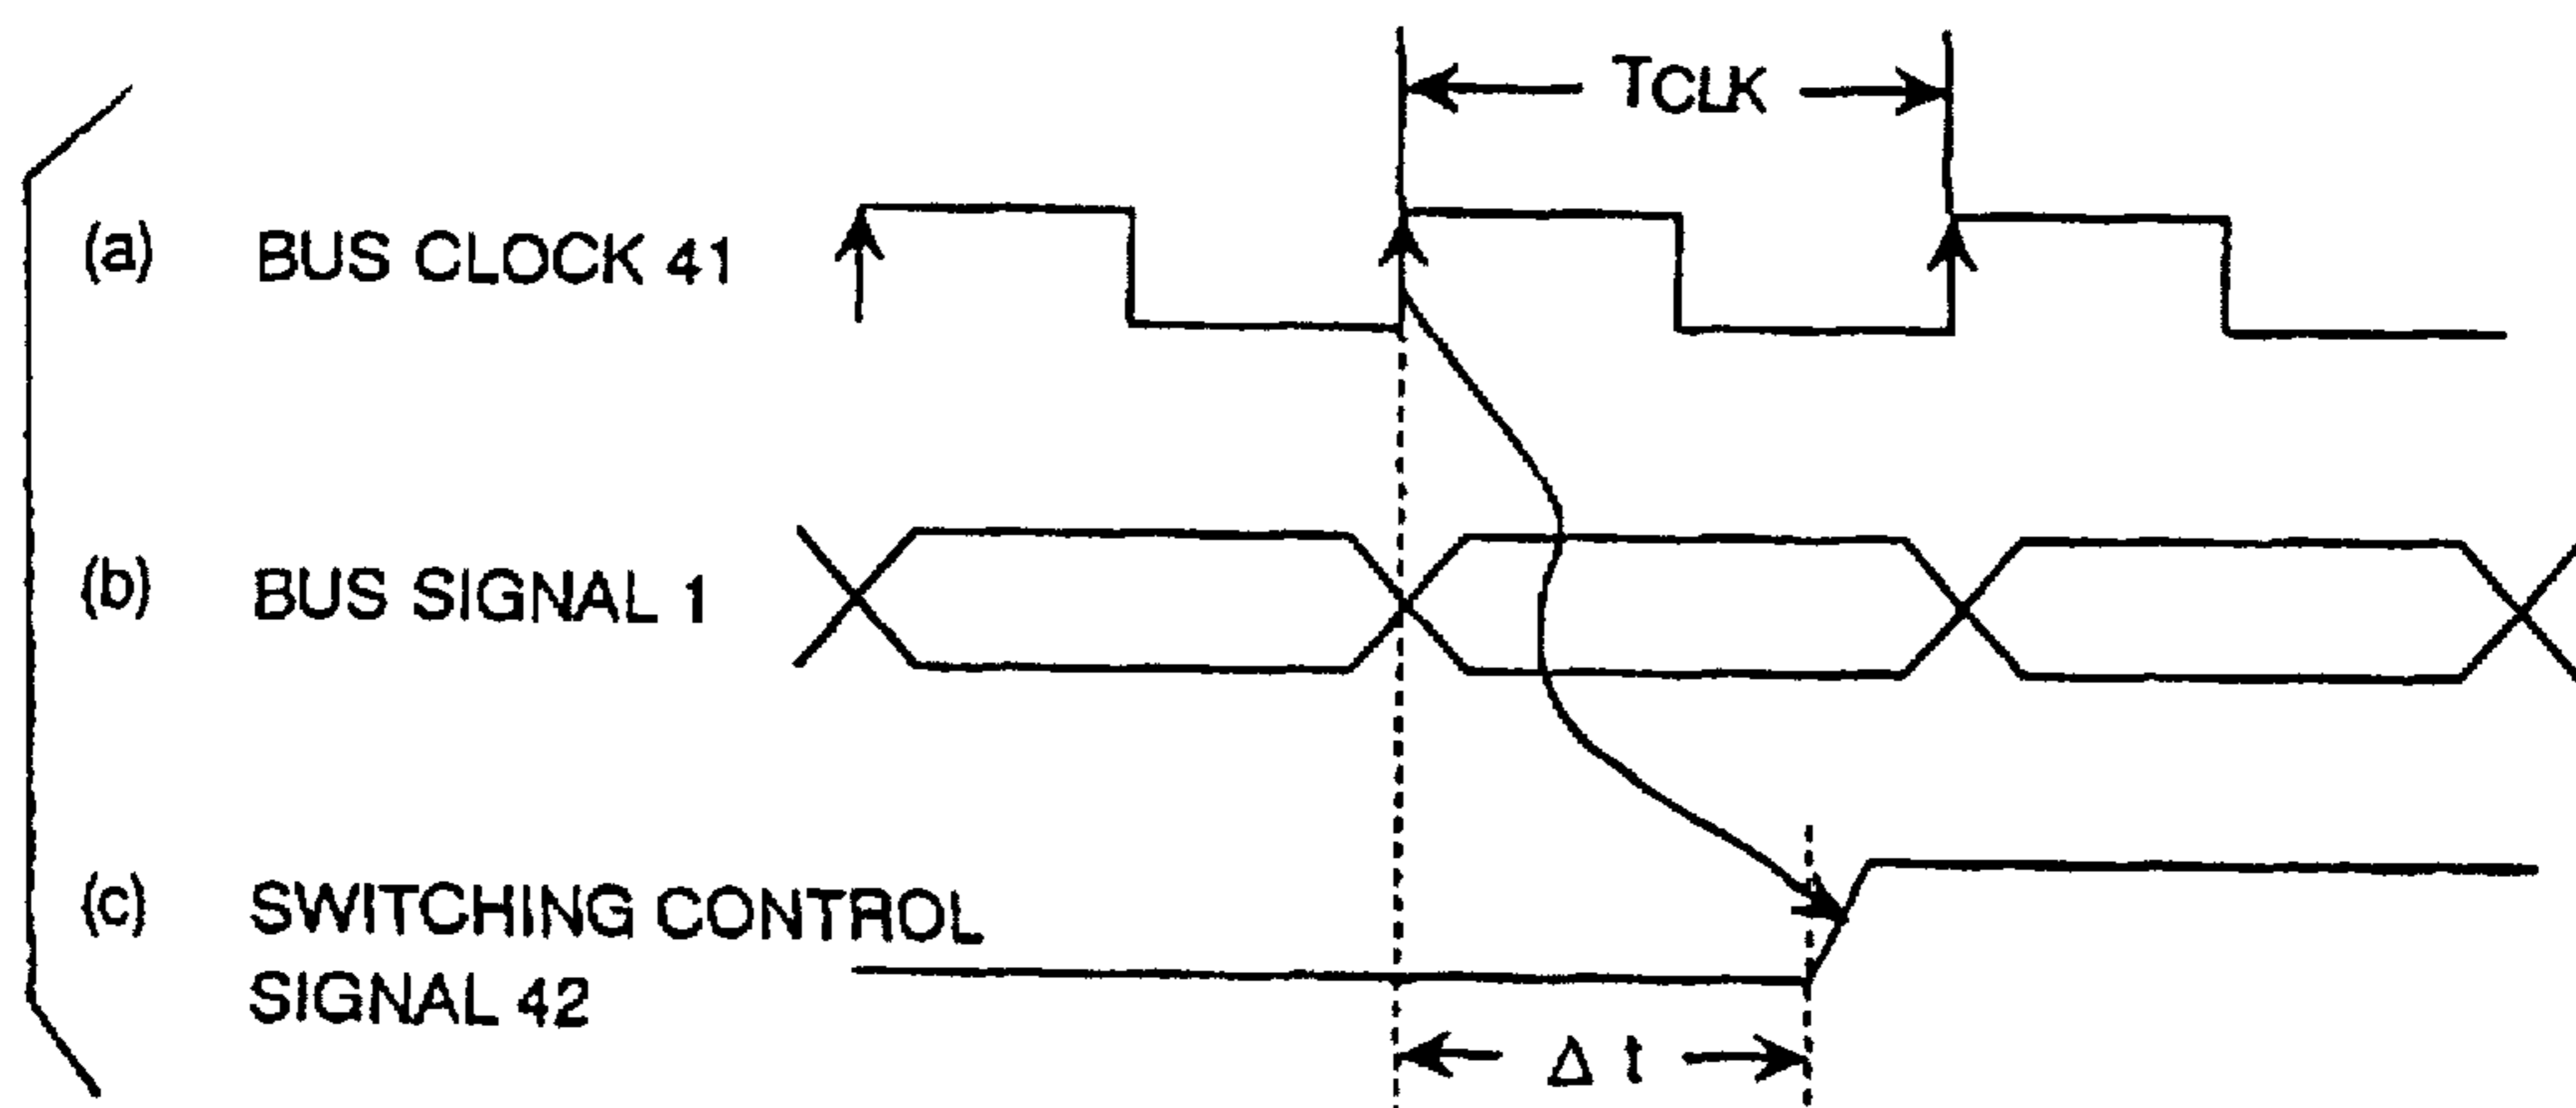 TCLK
(a) BUS CLOCK 41
(b) BUS SIGNAL 1
(c) SWITCHING CONTROL
SIGNAL 42
Δ t